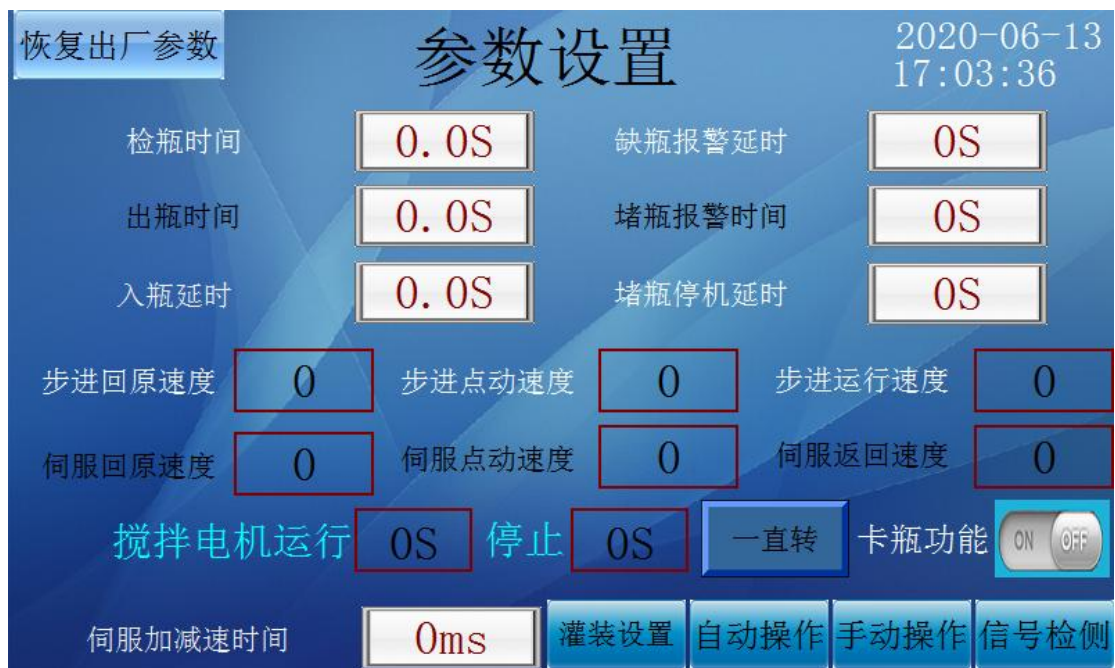 恢复出厂参数 参数设置 2020-06-13
17:03:36
检瓶时间 0.0S 缺瓶报警延时 0S
出瓶时间 0.0S 堵瓶报警时间 0S
入瓶延时 0.0S 堵瓶停机延时 0S
步进回原速度 0 步进点动速度 0 步进运行速度 0
伺服回原速度 0 伺服点动速度 0 伺服返回速度 0
搅拌电机运行 0S 停止 0S 一直转 卡瓶功能 ON OFF
伺服加减速时间 0ms 灌装设置 自动操作 手动操作 信号检侧